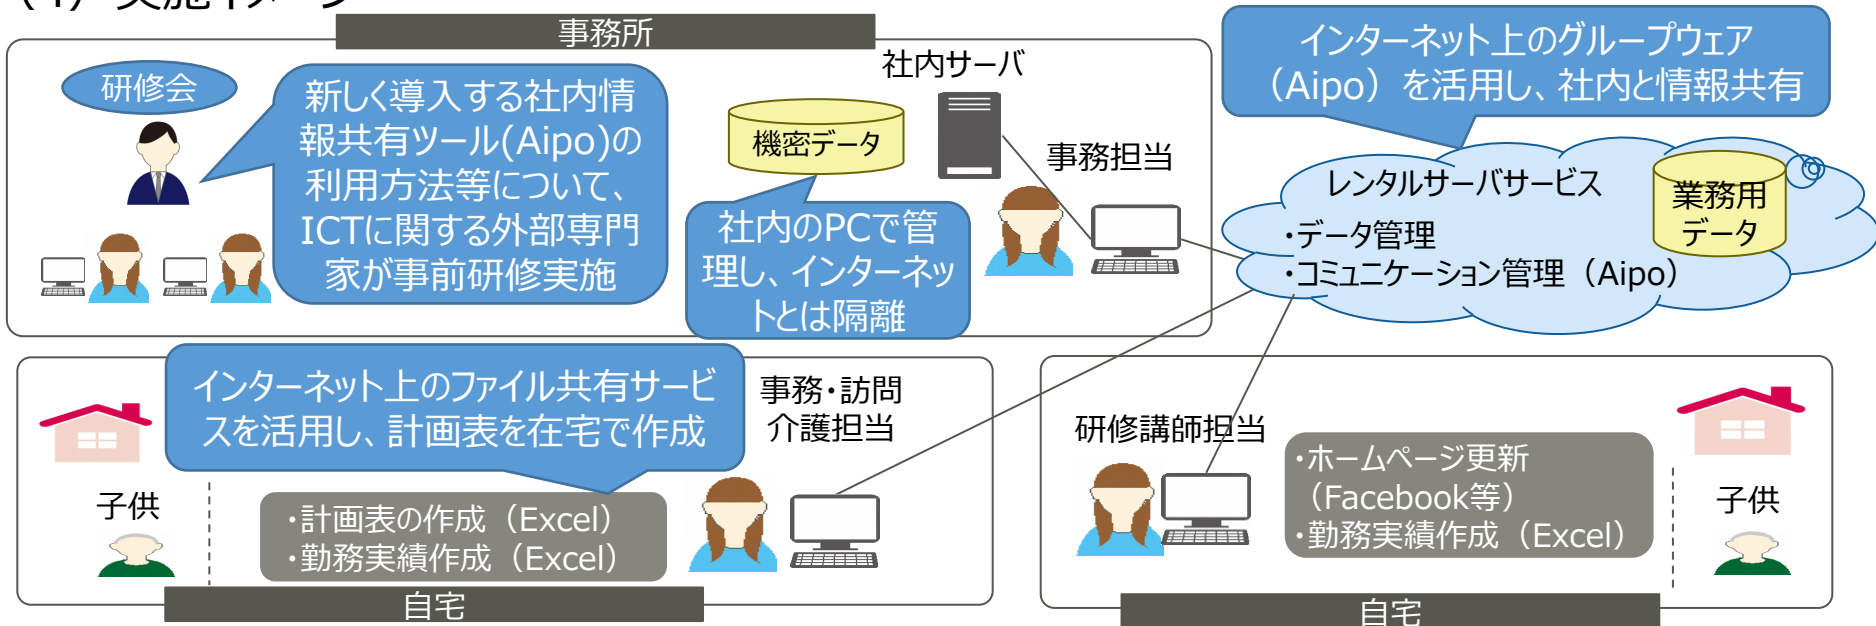 (4) 実施イメージ
事務所
研修会
新しく導入する社内情
報共有ツール(Aipo)の
利用方法等について、
ICTに関する外部専門
家が事前研修実施
社内サーバ
機密データ
社内のPCで管
理し、インターネッ
トとは隔離
事務担当
インターネット上のグループウェア
（Aipo）を活用し、社内と情報共有
レンタルサーバサービス
・データ管理
・コミュニケーション管理（Aipo）
業務用
データ
インターネット上のファイル共有サービ
スを活用し、計画表を在宅で作成
事務・訪問
介護担当
子供
・計画表の作成（Excel）
・勤務実績作成（Excel）
自宅
研修講師担当
・ホームページ更新
（Facebook等）
・勤務実績作成（Excel）
子供
自宅